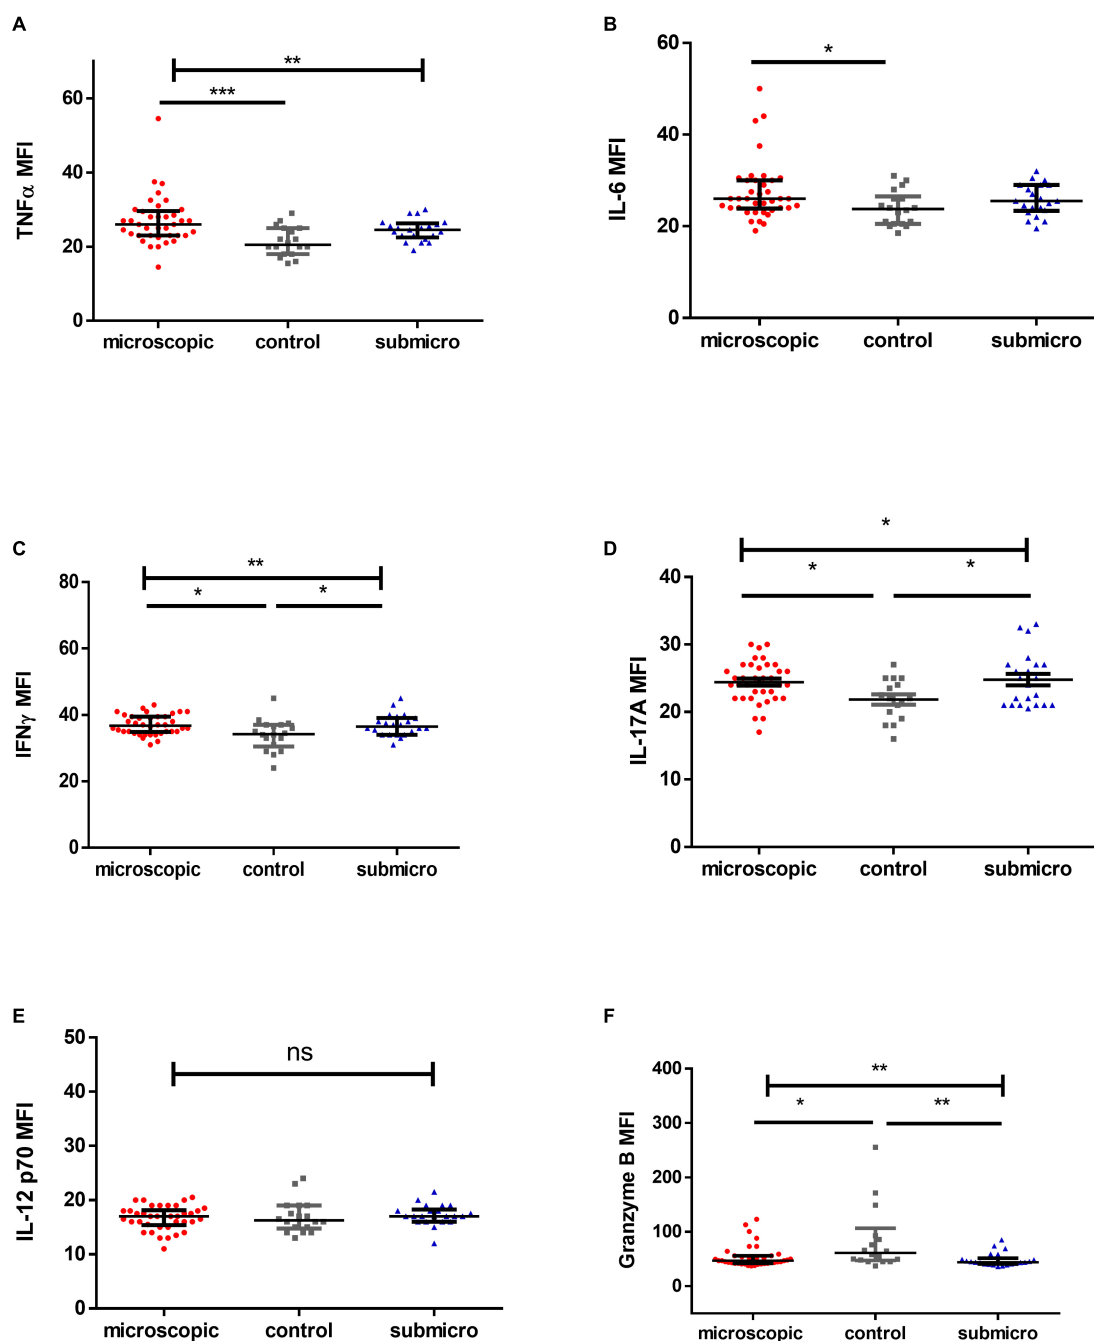 A
**
***
TNFα MFI
60
40
20
0
microscopic control submicro
B
*
IL-6 MFI
60
40
20
0
microscopic control submicro
C
**
* *
IFNγ MFI
80
60
40
20
0
microscopic control submicro
D
*
* *
IL-17A MFI
40
30
20
10
0
microscopic control submicro
E
ns
IL-12 p70 MFI
50
40
30
20
10
0
microscopic control submicro
F
**
* **
Granzyme B MFI
400
300
200
100
0
microscopic control submicro